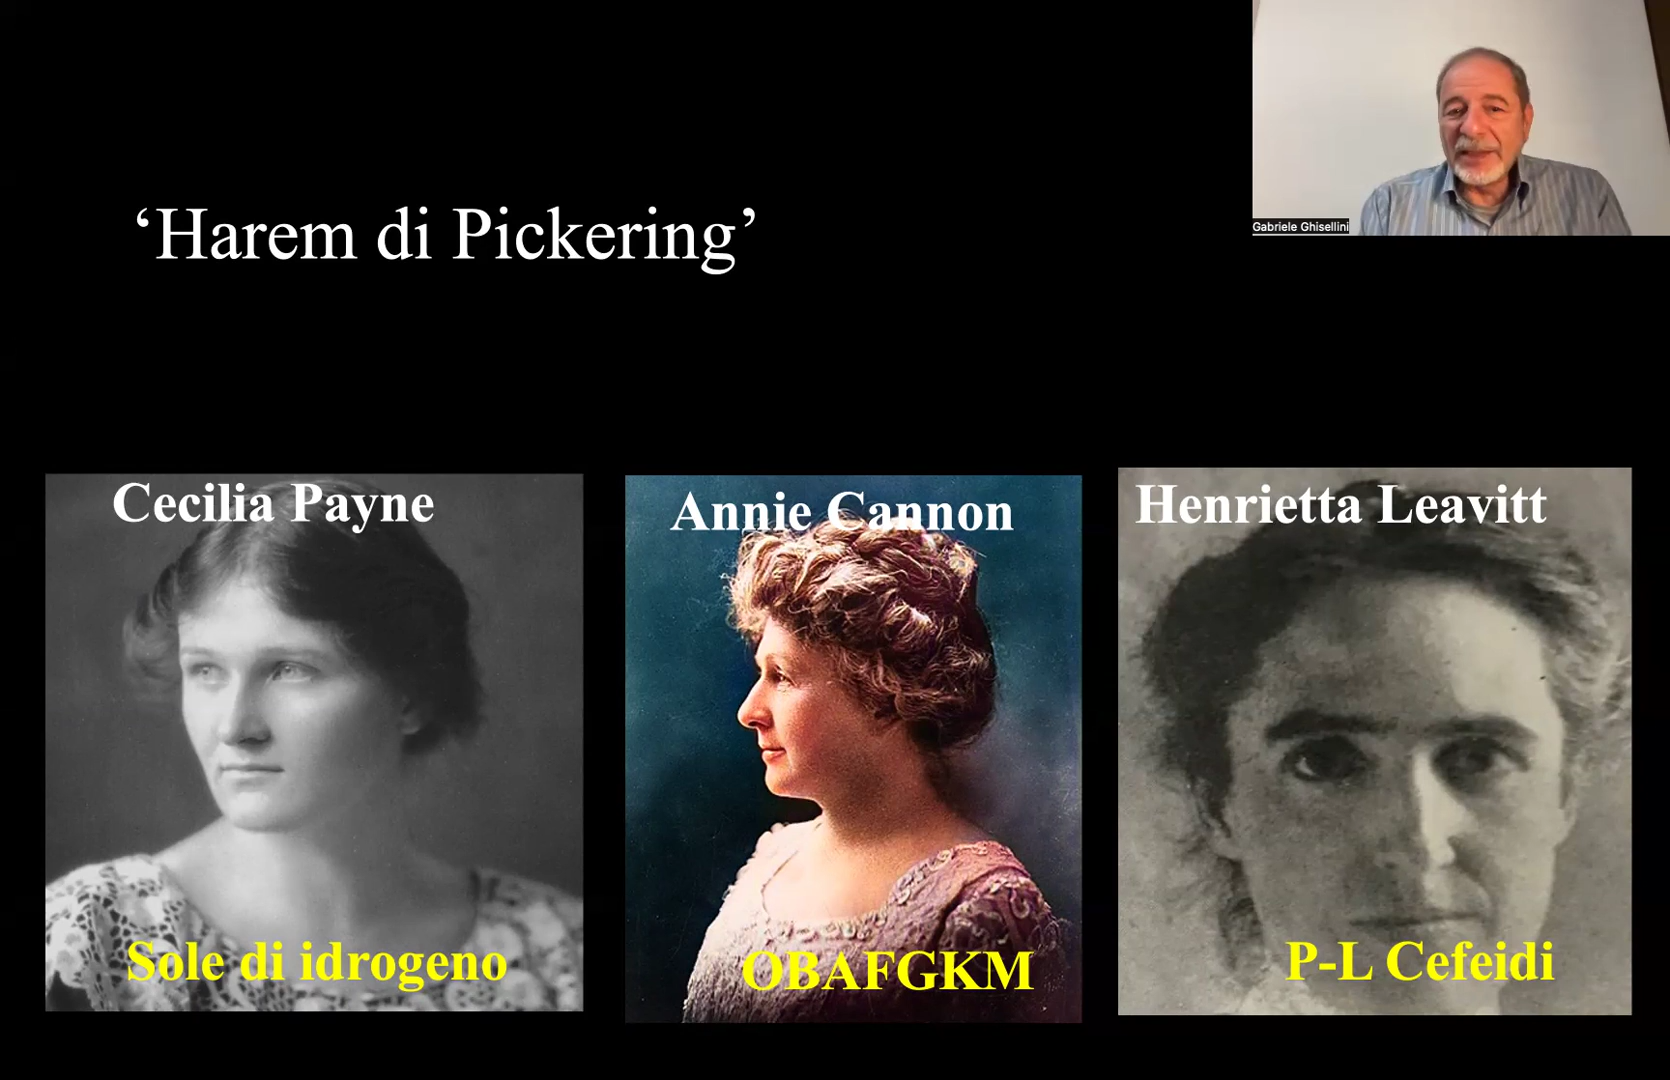 Gabriele Ghisellini
‘Harem di Pickering’
Cecilia Payne
Annie Cannon
Henrietta Leavitt
Sole di idrogeno
OBAFGKM
P-L Cefeidi